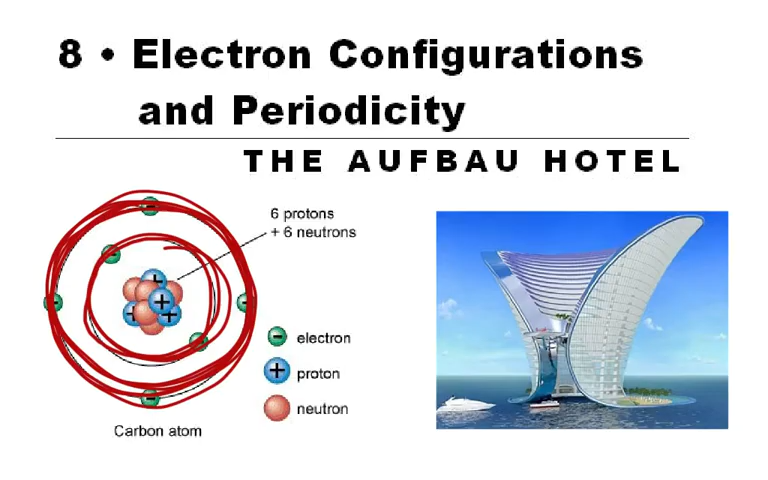 8 • Electron Configurations
and Periodicity
THE AUFBAU HOTEL
6 protons
+ 6 neutrons
electron
proton
neutron
Carbon atom